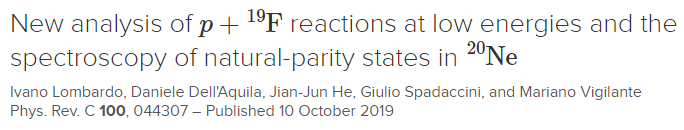 New analysis of p + ¹⁹F reactions at low energies and the
spectroscopy of natural-parity states in ²⁰Ne
Ivano Lombardo, Daniele Dell'Aquila, Jian-Jun He, Giulio Spadaccini, and Mariano Vigilante
Phys. Rev. C 100, 044307 – Published 10 October 2019